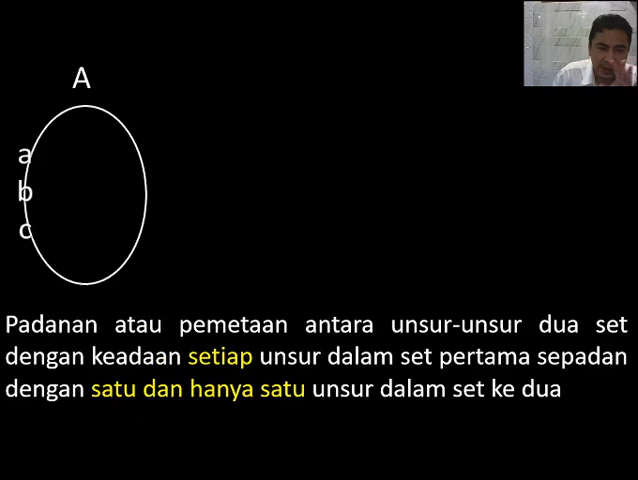 A
a
b
c
Padanan atau pemetaan antara unsur-unsur dua set
dengan keadaan setiap unsur dalam set pertama sepadan
dengan satu dan hanya satu unsur dalam set ke dua